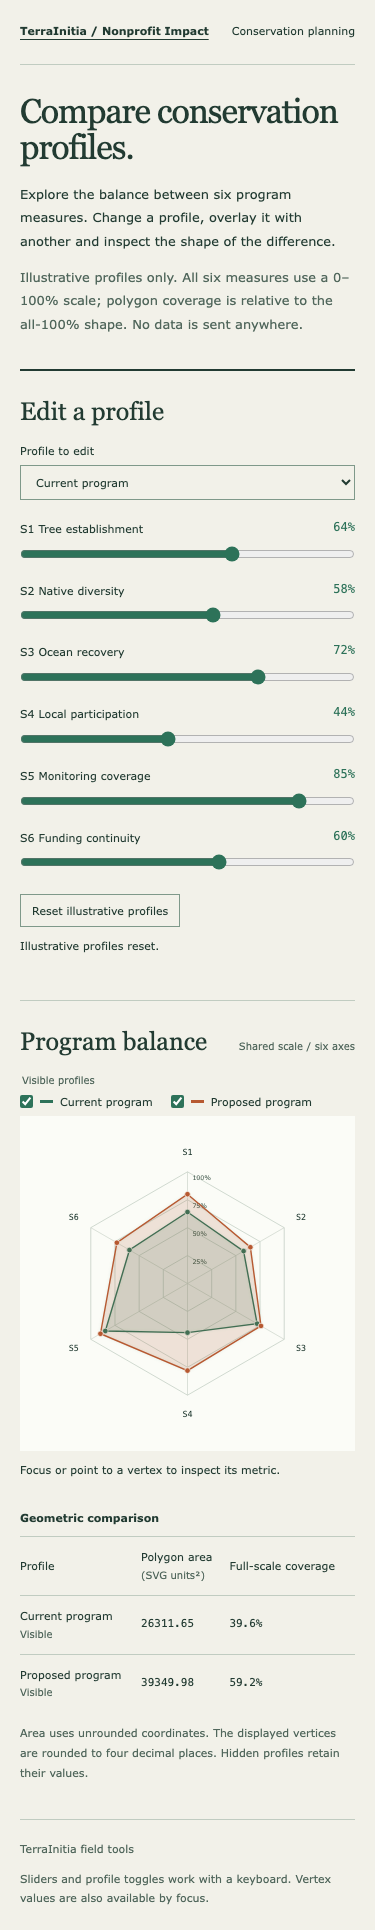 TerraInitia / Nonprofit Impact Conservation planning
Compare conservation
profiles.
Explore the balance between six program
measures. Change a profile, overlay it with
another and inspect the shape of the difference.
Illustrative profiles only. All six measures use a 0–
100% scale; polygon coverage is relative to the
all-100% shape. No data is sent anywhere.
Edit a profile
Profile to edit
Current program
S1 Tree establishment 64%
S2 Native diversity 58%
S3 Ocean recovery 72%
S4 Local participation 44%
S5 Monitoring coverage 85%
S6 Funding continuity 60%
Reset illustrative profiles
Illustrative profiles reset.
Program balance Shared scale / six axes
Visible profiles
Current program Proposed program
S1
100%
75%
50%
25%
S6
S2
S5
S3
S4
Focus or point to a vertex to inspect its metric.
Geometric comparison
Profile Polygon area (SVG units²) Full-scale coverage
Current program 26311.65 39.6%
Visible
Proposed program 39349.98 59.2%
Visible
Area uses unrounded coordinates. The displayed vertices
are rounded to four decimal places. Hidden profiles retain
their values.
TerraInitia field tools
Sliders and profile toggles work with a keyboard. Vertex
values are also available by focus.